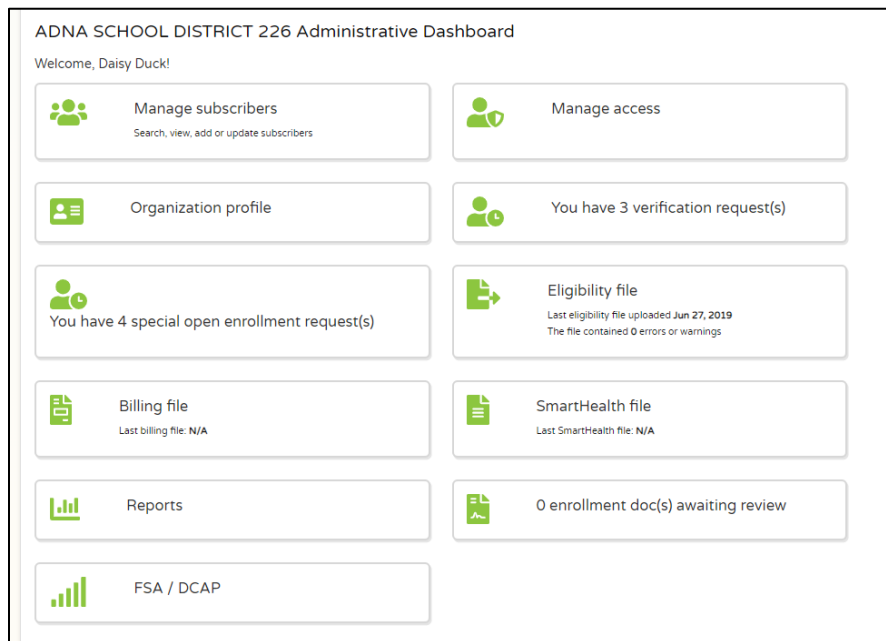 ADNA SCHOOL DISTRICT 226 Administrative Dashboard
Welcome, Daisy Duck!
Manage subscribers
Search, view, add or update subscribers
Manage access
Organization profile
You have 3 verification request(s)
You have 4 special open enrollment request(s)
Eligibility file
Last eligibility file uploaded Jun 27, 2019
The file contained 0 errors or warnings
Billing file
Last billing file: N/A
SmartHealth file
Last SmartHealth file: N/A
Reports
0 enrollment doc(s) awaiting review
FSA / DCAP